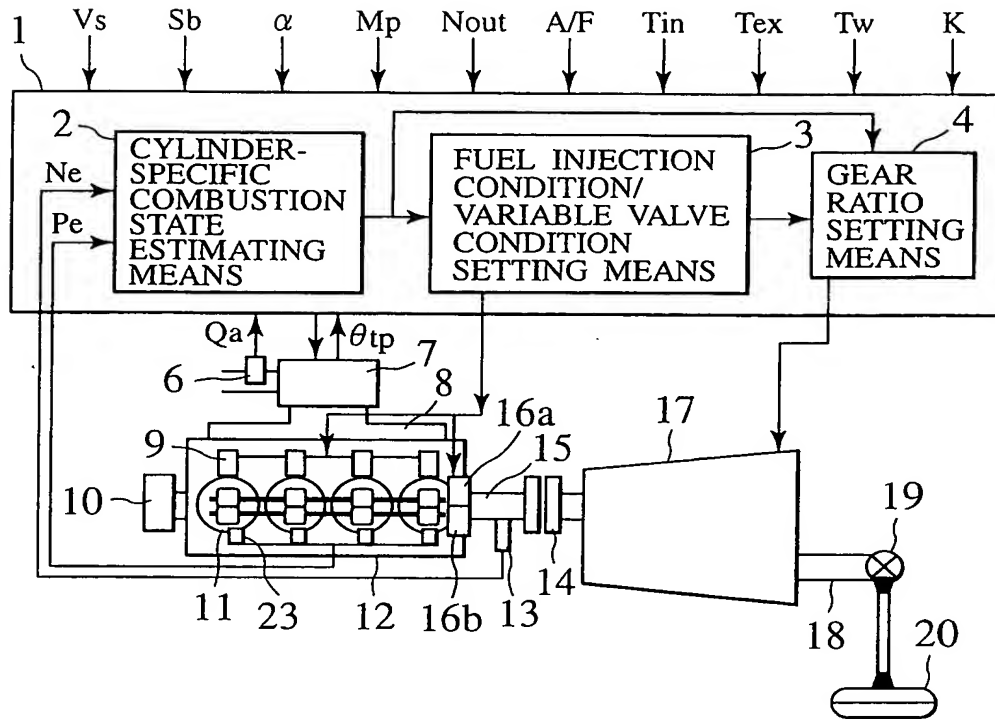 Vs Sb α Mp Nout A/F Tin Tex Tw K
1
2
3
4
Ne
Pe
CYLINDER-
SPECIFIC
COMBUSTION
STATE
ESTIMATING
MEANS
FUEL INJECTION
CONDITION/
VARIABLE VALVE
CONDITION
SETTING MEANS
GEAR
RATIO
SETTING
MEANS
Qa
θtp
6
7
8
9
10
16a
15
17
19
11
23
12
16b
13
14
18
20